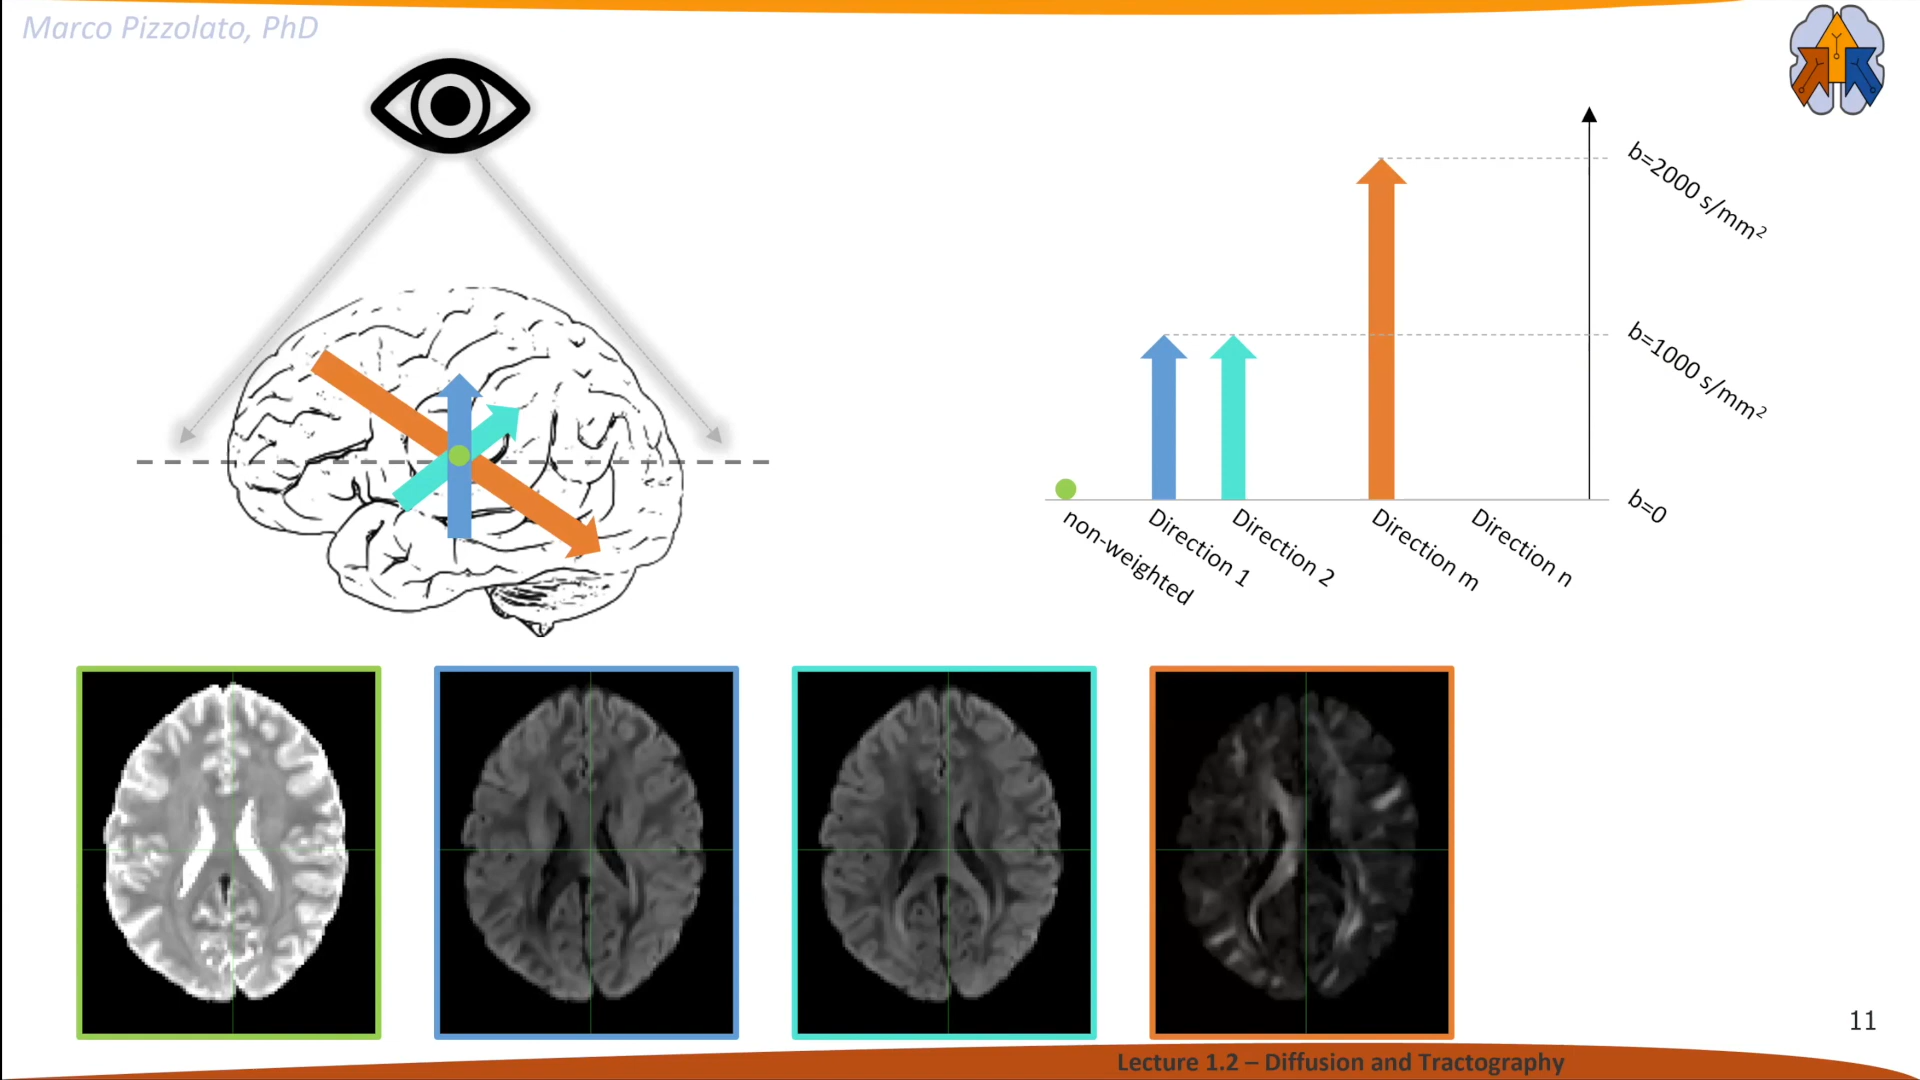 Marco Pizzolato, PhD
b=2000 s/mm²
b=1000 s/mm²
b=0
non-weighted
Direction 1
Direction 2
Direction m
Direction n
11
Lecture 1.2 – Diffusion and Tractography